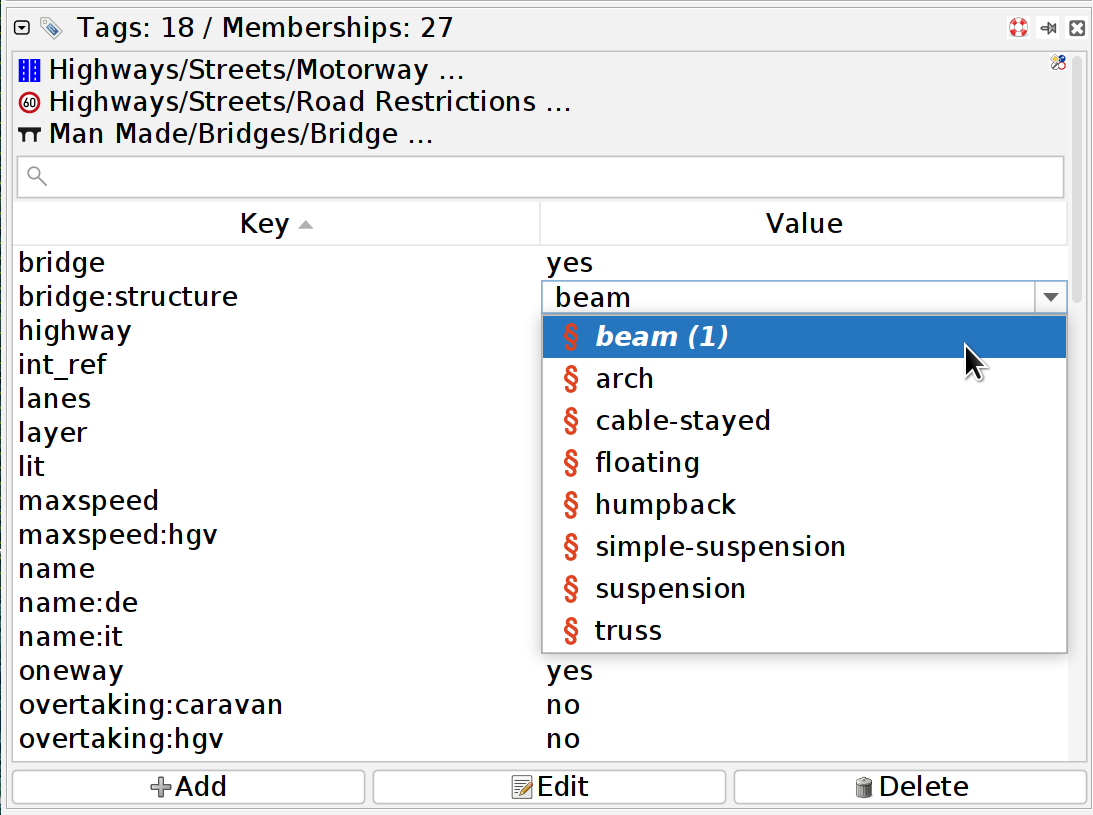 Tags: 18 / Memberships: 27
Highways/Streets/Motorway ...
60 Highways/Streets/Road Restrictions ...
Man Made/Bridges/Bridge ...
Key Value
bridge yes
bridge:structure beam
highway § beam (1)
int_ref § arch
lanes § cable-stayed
layer § floating
lit § humpback
maxspeed § simple-suspension
maxspeed:hgv § suspension
name § truss
name:de
name:it
oneway yes
overtaking:caravan no
overtaking:hgv no
Add Edit Delete